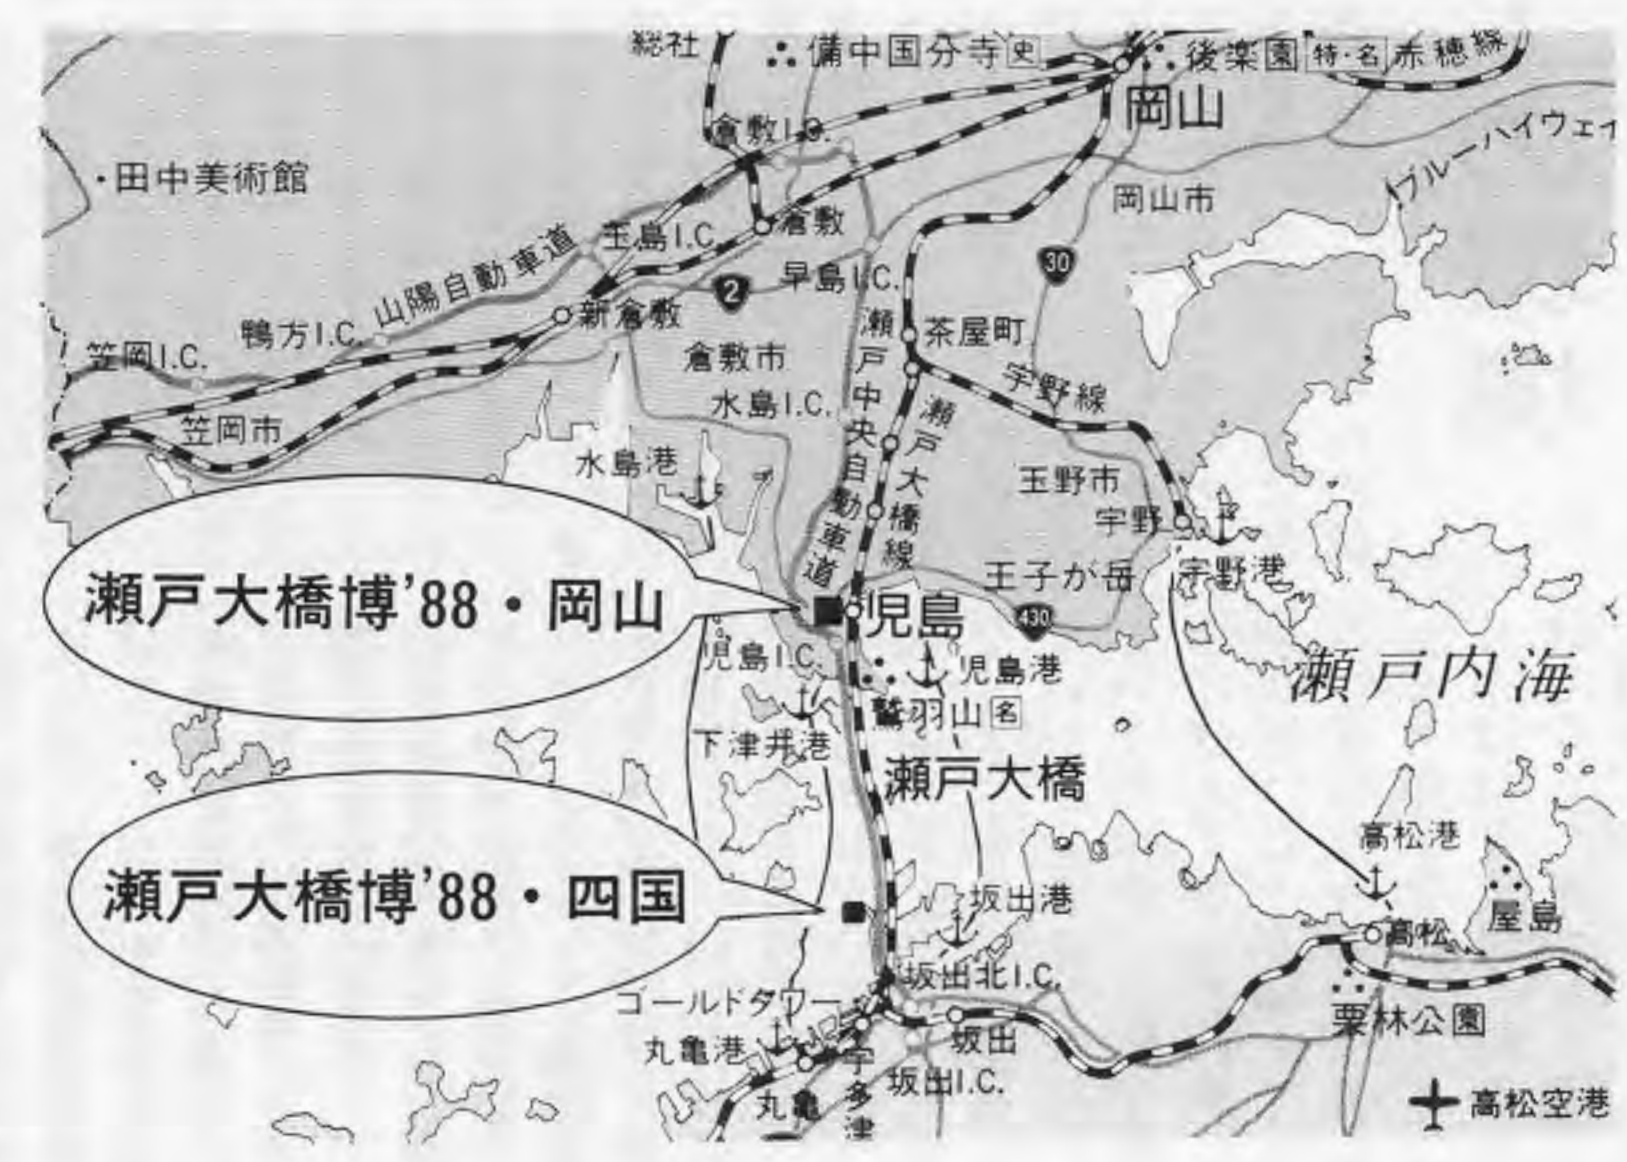 総社
備中国分寺 史
後楽園 特・名
赤穂線
岡山
倉敷I.C.
ブルーハイウェイ
・田中美術館
岡山市
倉敷
玉島I.C.
山陽自動車道
早島I.C.
30
2
新倉敷
鴨方I.C.
笠岡I.C.
茶屋町
倉敷市
瀬戸中央自動車道
宇野線
水島I.C.
瀬戸大橋線
笠岡市
水島港
玉野市
宇野
王子が岳
宇野港
瀬戸大橋博'88・岡山
児島
430
児島I.C.
児島港
瀬戸内海
鷲羽山 名
下津井港
瀬戸大橋
高松港
瀬戸大橋博'88・四国
坂出港
屋島
高松
坂出北I.C.
ゴールドタワー
栗林公園
丸亀港
坂出
宇多津
坂出I.C.
丸亀
高松空港